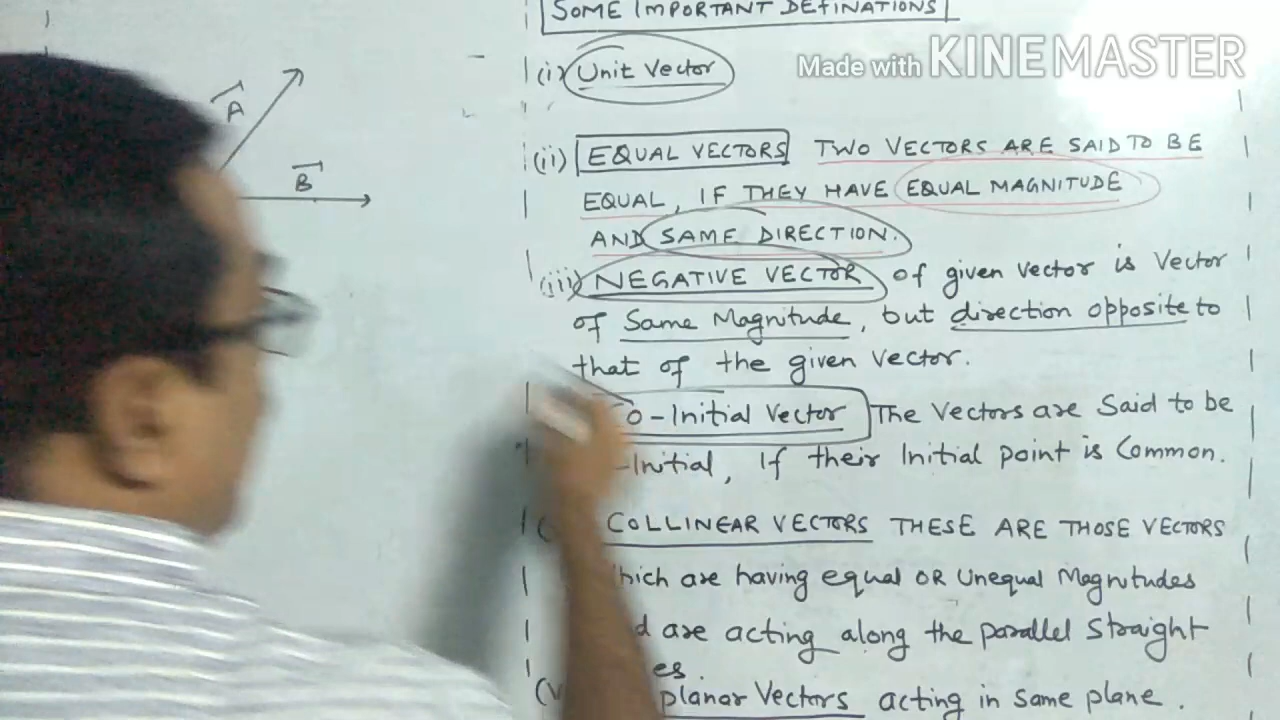 SOME IMPORTANT DEFINATIONS
Made with KINEMASTER
(i) Unit Vector
A
B
(ii) EQUAL VECTORS TWO VECTORS ARE SAID TO BE
EQUAL, IF THEY HAVE EQUAL MAGNITUDE
AND SAME DIRECTION.
(iii) NEGATIVE VECTOR of given vector is Vector
of Same Magnitude, but direction opposite to
that of the given vector.
o-Initial Vector The Vectors are Said to be
-Initial, If their Initial point is Common.
COLLINEAR VECTORS THESE ARE THOSE VECTORS
hich are having equal OR Unequal Magnitudes
d are acting along the parallel Straight
es.
planar Vectors acting in Same plane.